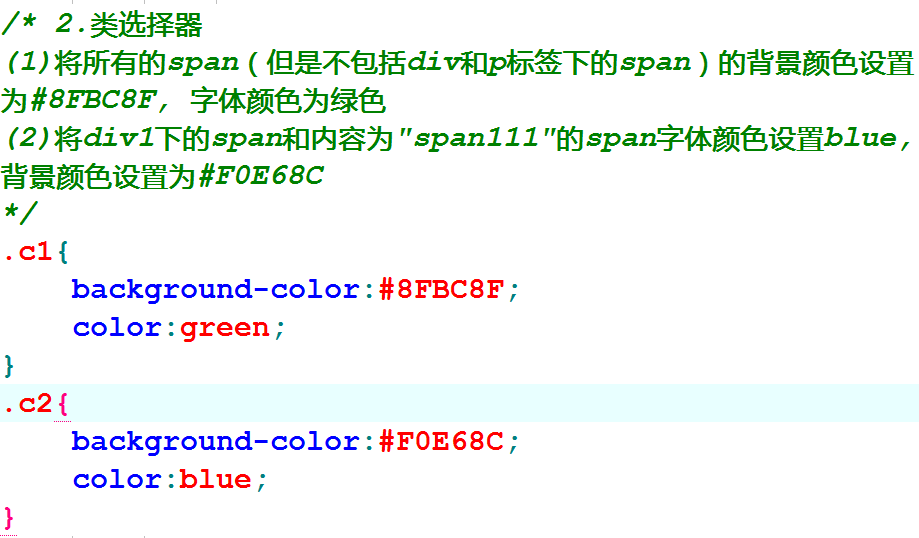 /* 2.类选择器
(1)将所有的span（但是不包括div和p标签下的span）的背景颜色设置
为#8FBC8F, 字体颜色为绿色
(2)将div1下的span和内容为"span111"的span字体颜色设置blue,
背景颜色设置为#F0E68C
*/
.c1{
    background-color:#8FBC8F;
    color:green;
}
.c2{
    background-color:#F0E68C;
    color:blue;
}